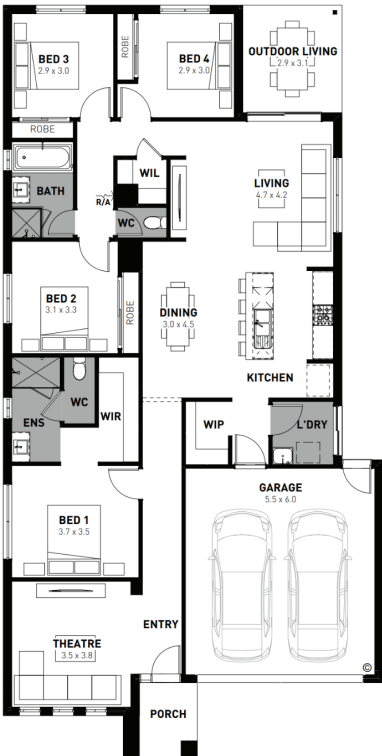 BED 3
2.9 x 3.0
ROBE
BED 4
2.9 x 3.0
OUTDOOR LIVING
2.9 x 3.1
ROBE
BATH
WIL
R/A
WC
LIVING
4.7 x 4.2
BED 2
3.1 x 3.3
ROBE
DINING
3.0 x 4.5
KITCHEN
WC
ENS
WIR
WIP
L'DRY
BED 1
3.7 x 3.5
GARAGE
5.5 x 6.0
THEATRE
3.5 x 3.8
ENTRY
©
PORCH